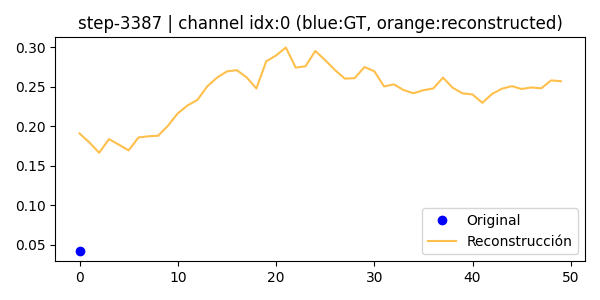 step-3387 | channel idx:0 (blue:GT, orange:reconstructed)
0.30
0.25
0.20
0.15
0.10
0.05
Original
Reconstrucción
0 10 20 30 40 50